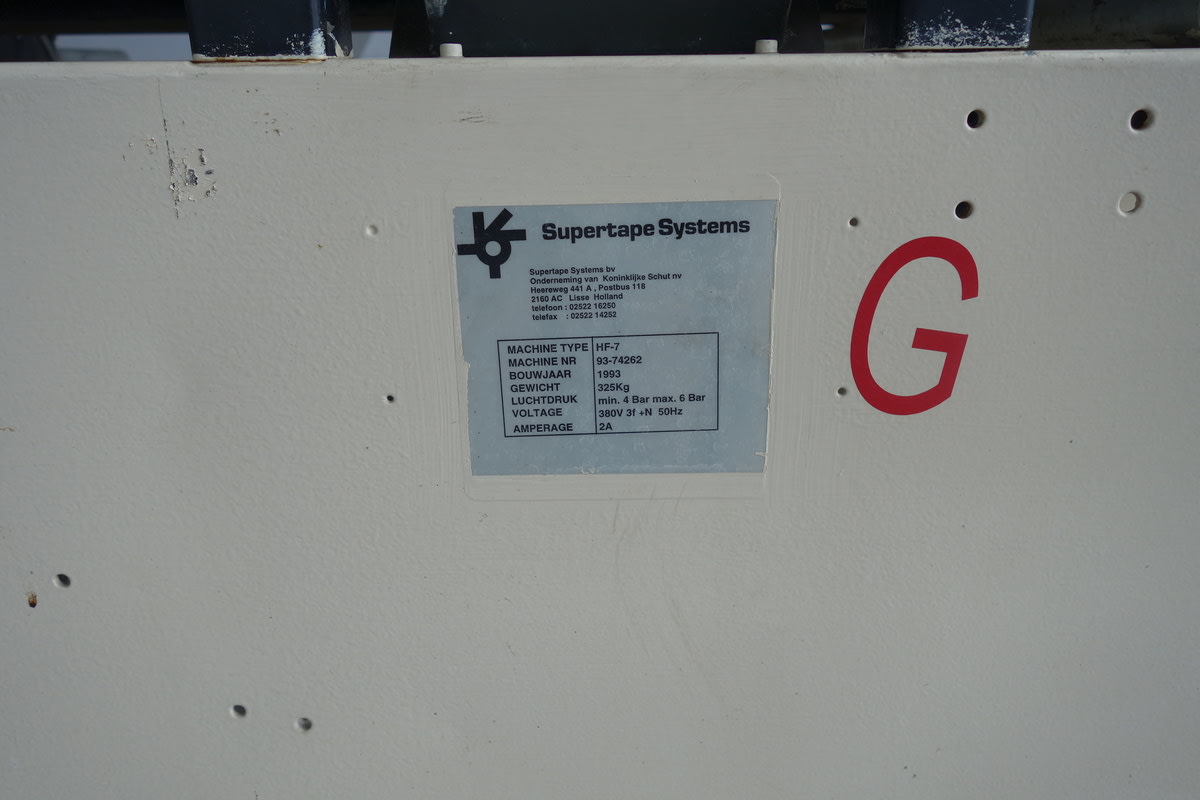 Supertape Systems
Supertape Systems bv
Onderneming van Koninklijke Schut nv
Heereweg 441 A , Postbus 118
2160 AC Lisse Holland
telefoon : 02522 16250
telefax : 02522 14252
MACHINE TYPE HF-7
MACHINE NR 93-74262
BOUWJAAR 1993
GEWICHT 325Kg
LUCHTDRUK min. 4 Bar max. 6 Bar
VOLTAGE 380V 3f +N 50Hz
AMPERAGE 2A
G